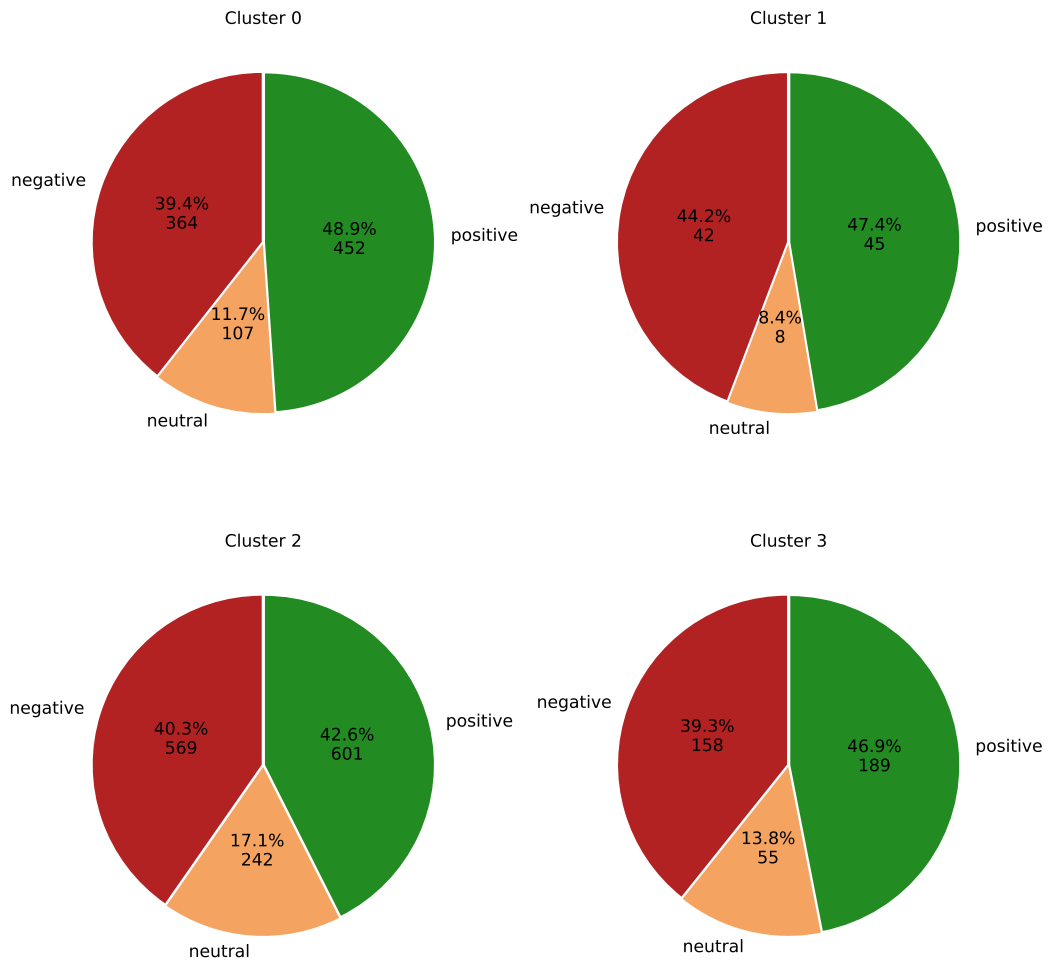 Cluster 0
negative
39.4%
364
48.9%
452
positive
11.7%
107
neutral
Cluster 1
negative
44.2%
42
47.4%
45
positive
8.4%
8
neutral
Cluster 2
negative
40.3%
569
42.6%
601
positive
17.1%
242
neutral
Cluster 3
negative
39.3%
158
46.9%
189
positive
13.8%
55
neutral